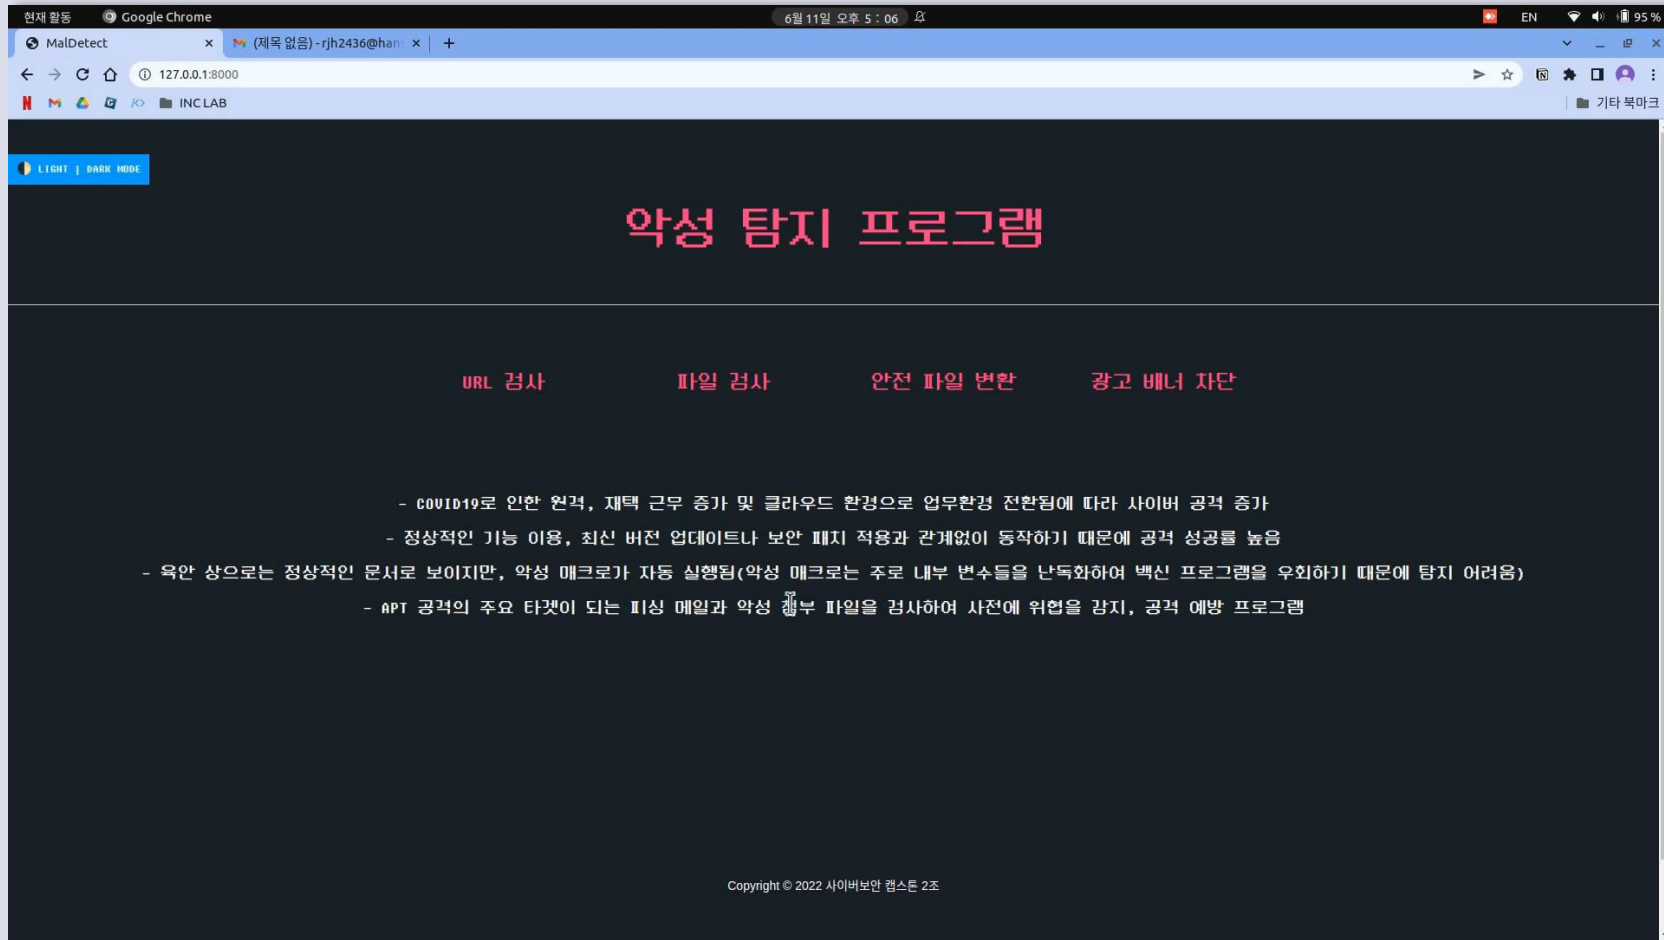 현재 활동 Google Chrome 6월 11일 오후 5 : 06 EN 95 %
MalDetect (제목 없음) - rjh2436@han
127.0.0.1:8000
INC LAB 기타 북마크
LIGHT | DARK MODE
악성 탐지 프로그램
URL 검사 파일 검사 안전 파일 변환 광고 배너 차단
- COVID19로 인한 원격, 재택 근무 증가 및 클라우드 환경으로 업무환경 전환됨에 따라 사이버 공격 증가
- 정상적인 기능 이용, 최신 버전 업데이트나 보안 패치 적용과 관계없이 동작하기 때문에 공격 성공률 높음
- 육안 상으로는 정상적인 문서로 보이지만, 악성 매크로가 자동 실행됨(악성 매크로는 주로 내부 변수들을 난독화하여 백신 프로그램을 우회하기 때문에 탐지 어려움)
- APT 공격의 주요 타겟이 되는 피싱 메일과 악성 첨부 파일을 검사하여 사전에 위협을 감지, 공격 예방 프로그램
Copyright © 2022 사이버보안 캡스톤 2조